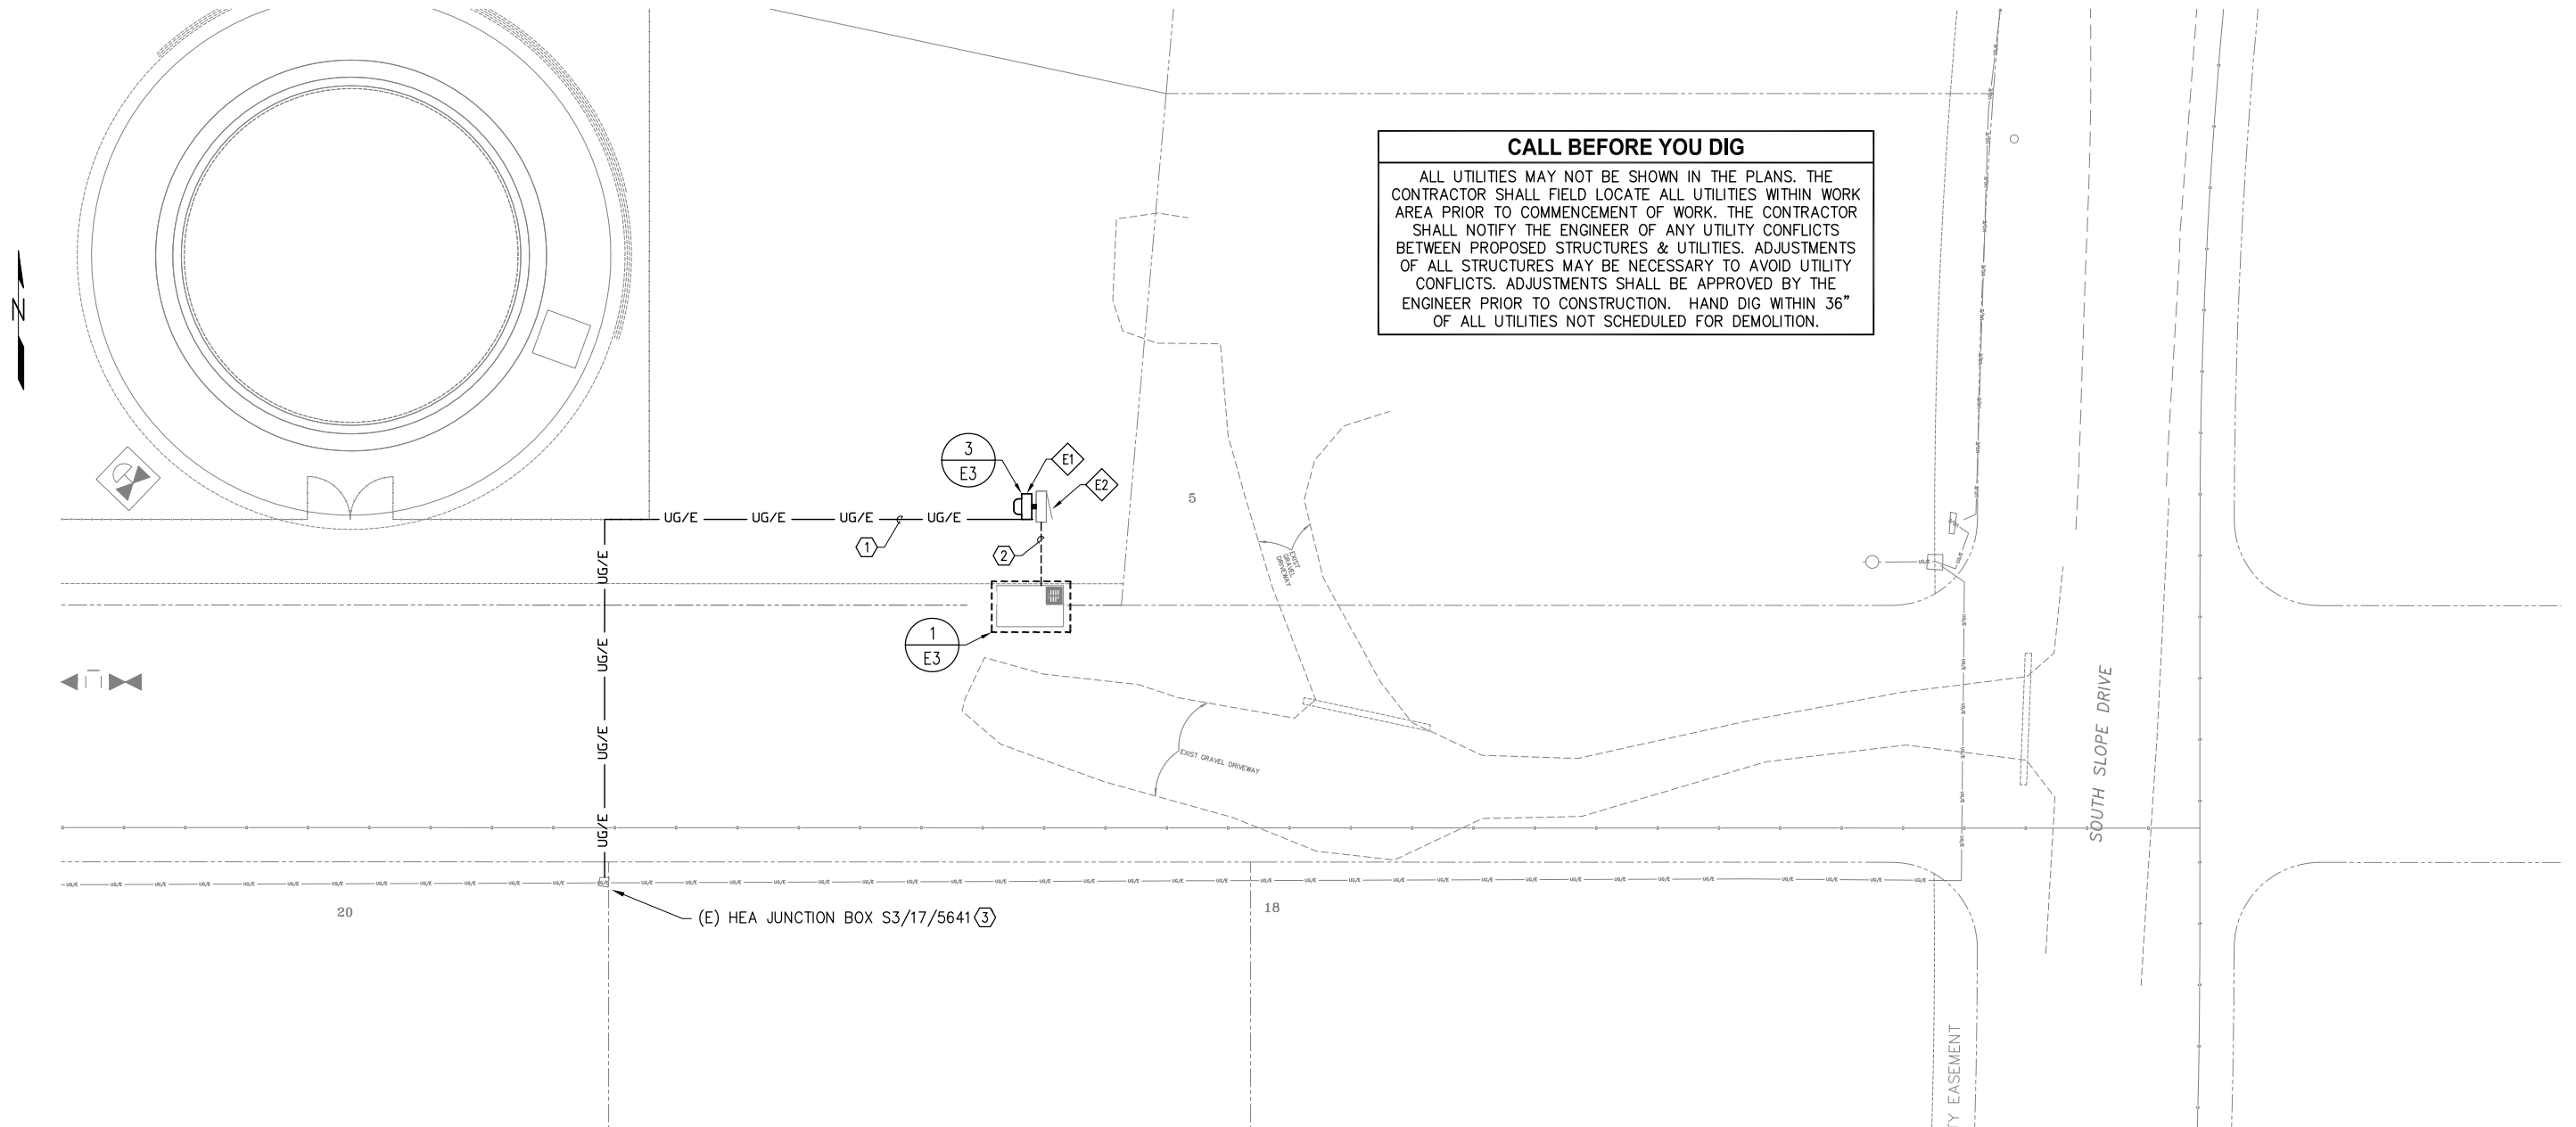 CALL BEFORE YOU DIG
ALL UTILITIES MAY NOT BE SHOWN IN THE PLANS. THE
CONTRACTOR SHALL FIELD LOCATE ALL UTILITIES WITHIN WORK
AREA PRIOR TO COMMENCEMENT OF WORK. THE CONTRACTOR
SHALL NOTIFY THE ENGINEER OF ANY UTILITY CONFLICTS
BETWEEN PROPOSED STRUCTURES & UTILITIES. ADJUSTMENTS
OF ALL STRUCTURES MAY BE NECESSARY TO AVOID UTILITY
CONFLICTS. ADJUSTMENTS SHALL BE APPROVED BY THE
ENGINEER PRIOR TO CONSTRUCTION. HAND DIG WITHIN 36"
OF ALL UTILITIES NOT SCHEDULED FOR DEMOLITION.
N
3
E3
E1
E2
5
UG/E UG/E UG/E UG/E
1
2
UG/E
UG/E
UG/E
UG/E
EXIST
GRAVEL
DRIVEWAY
1
E3
EXIST GRAVEL DRIVEWAY
SOUTH SLOPE DRIVE
20
(E) HEA JUNCTION BOX S3/17/5641 3
18
TY EASEMENT